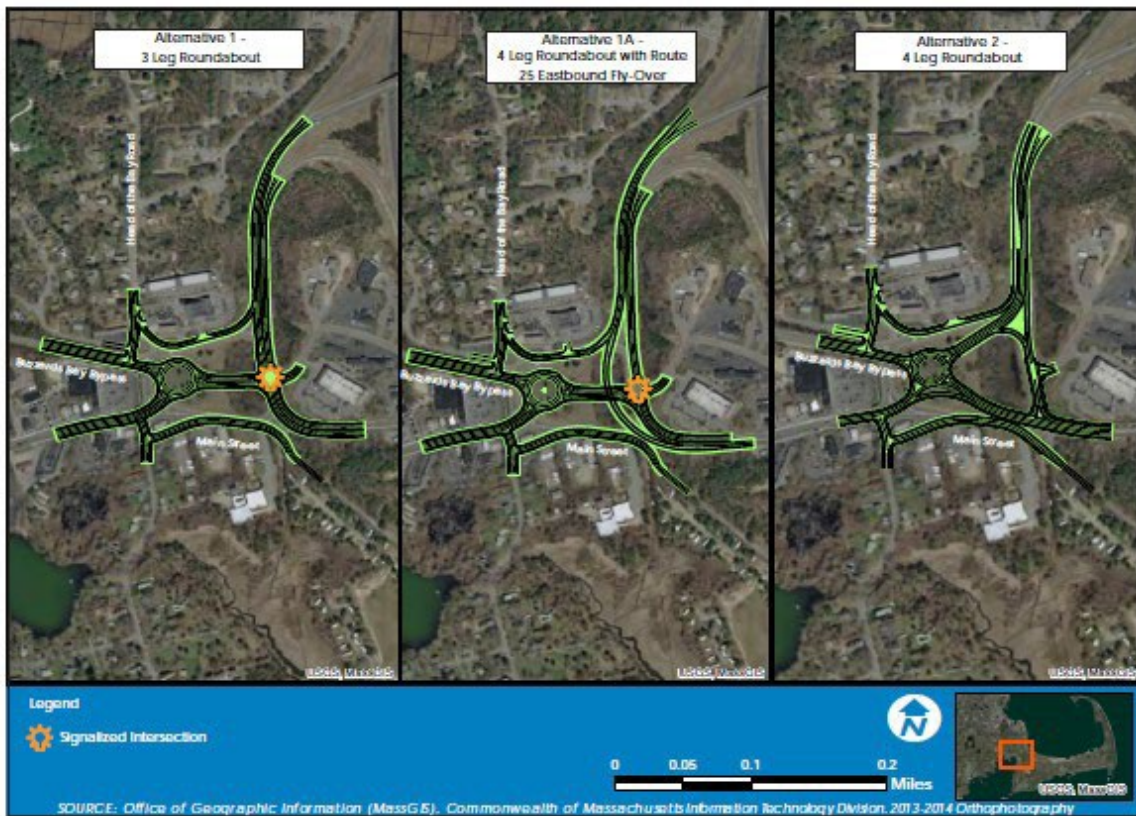 Alternative 1 -
3 Leg Roundabout
Alternative 1A -
4 Leg Roundabout with Route
25 Eastbound Fly-Over
Alternative 2 -
4 Leg Roundabout
Head of the Bay Road
Buzzards Bay Bypass
Main Street
USGS, MassGIS
Head of the Bay Road
Buzzards Bay Bypass
Main Street
USGS, MassGIS
Head of the Bay Road
Buzzards Bay Bypass
Main Street
USGS, MassGIS
Legend
Signalized Intersection
N
0 0.05 0.1 0.2
Miles
USGS, MassGIS
SOURCE: Office of Geographic Information (MassGIS), Commonwealth of Massachusetts Information Technology Division. 2013-2014 Orthophotography